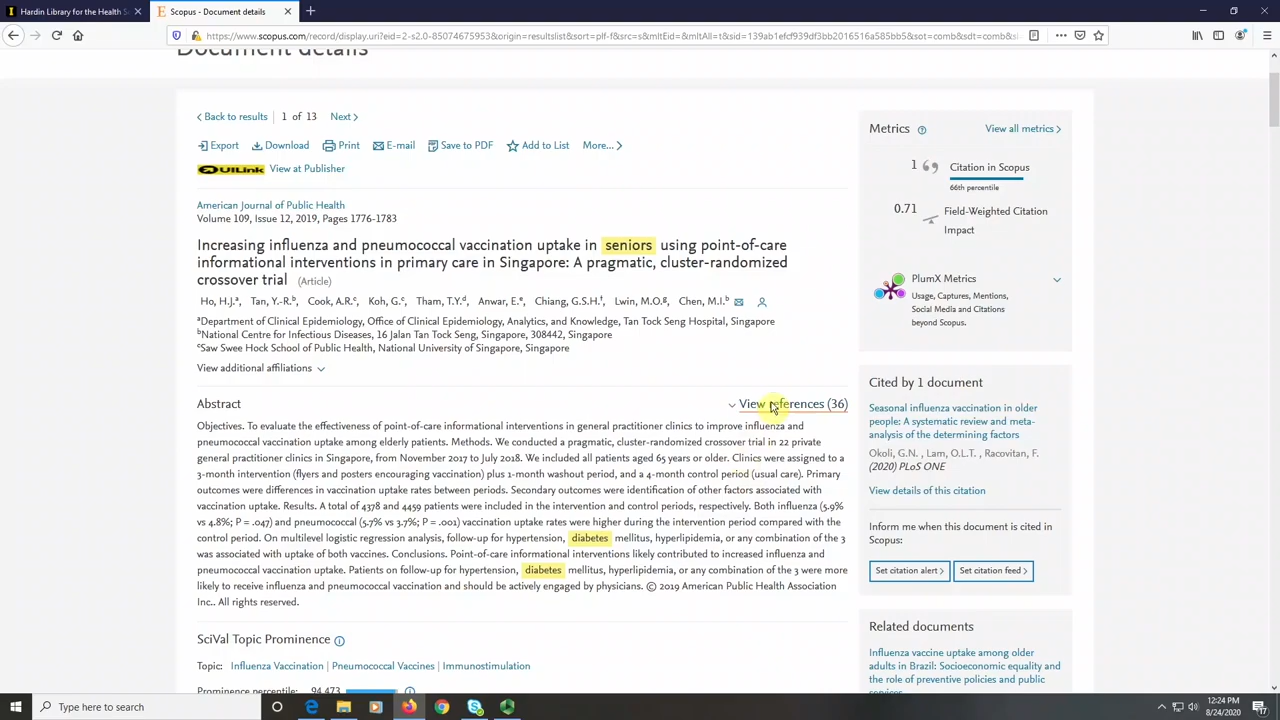 Hardin Library for the Health S
Scopus - Document details
https://www.scopus.com/record/display.uri?eid=2-s2.0-85074675953&origin=resultslist&sort=plf-f&src=s&mltEid=&mltAll=t&sid=139ab1efcf939df3bb2016516a585bb5&sot=comb&sdt=comb&s
Document details
Back to results 1 of 13 Next
Export Download Print E-mail Save to PDF Add to List More...
UILink View at Publisher
American Journal of Public Health
Volume 109, Issue 12, 2019, Pages 1776-1783
Increasing influenza and pneumococcal vaccination uptake in seniors using point-of-care
informational interventions in primary care in Singapore: A pragmatic, cluster-randomized
crossover trial (Article)
Ho, H.J.a, Tan, Y.-R.b, Cook, A.R.c, Koh, G.c, Tham, T.Y.d, Anwar, E.e, Chiang, G.S.H.f, Lwin, M.O.g, Chen, M.I.b
aDepartment of Clinical Epidemiology, Office of Clinical Epidemiology, Analytics, and Knowledge, Tan Tock Seng Hospital, Singapore
bNational Centre for Infectious Diseases, 16 Jalan Tan Tock Seng, Singapore, 308442, Singapore
cSaw Swee Hock School of Public Health, National University of Singapore, Singapore
View additional affiliations
Abstract
View references (36)
Objectives. To evaluate the effectiveness of point-of-care informational interventions in general practitioner clinics to improve influenza and
pneumococcal vaccination uptake among elderly patients. Methods. We conducted a pragmatic, cluster-randomized crossover trial in 22 private
general practitioner clinics in Singapore, from November 2017 to July 2018. We included all patients aged 65 years or older. Clinics were assigned to a
3-month intervention (flyers and posters encouraging vaccination) plus 1-month washout period, and a 4-month control period (usual care). Primary
outcomes were differences in vaccination uptake rates between periods. Secondary outcomes were identification of other factors associated with
vaccination uptake. Results. A total of 4378 and 4459 patients were included in the intervention and control periods, respectively. Both influenza (5.9%
vs 4.8%; P = .047) and pneumococcal (5.7% vs 3.7%; P = .001) vaccination uptake rates were higher during the intervention period compared with the
control period. On multilevel logistic regression analysis, follow-up for hypertension, diabetes mellitus, hyperlipidemia, or any combination of the 3
was associated with uptake of both vaccines. Conclusions. Point-of-care informational interventions likely contributed to increased influenza and
pneumococcal vaccination uptake. Patients on follow-up for hypertension, diabetes mellitus, hyperlipidemia, or any combination of the 3 were more
likely to receive influenza and pneumococcal vaccination and should be actively engaged by physicians. © 2019 American Public Health Association
Inc.. All rights reserved.
SciVal Topic Prominence
Topic: Influenza Vaccination | Pneumococcal Vaccines | Immunostimulation
Prominence percentile: 94.473
Metrics
View all metrics
1 Citation in Scopus
66th percentile
0.71 Field-Weighted Citation
Impact
PlumX Metrics
Usage, Captures, Mentions,
Social Media and Citations
beyond Scopus.
Cited by 1 document
Seasonal influenza vaccination in older
people: A systematic review and meta-
analysis of the determining factors
Okoli, G.N. , Lam, O.L.T. , Racovitan, F.
(2020) PLoS ONE
View details of this citation
Inform me when this document is cited in
Scopus:
Set citation alert Set citation feed
Related documents
Influenza vaccine uptake among older
adults in Brazil: Socioeconomic equality and
the role of preventive policies and public
services
Type here to search
12:24 PM
8/24/2020
17